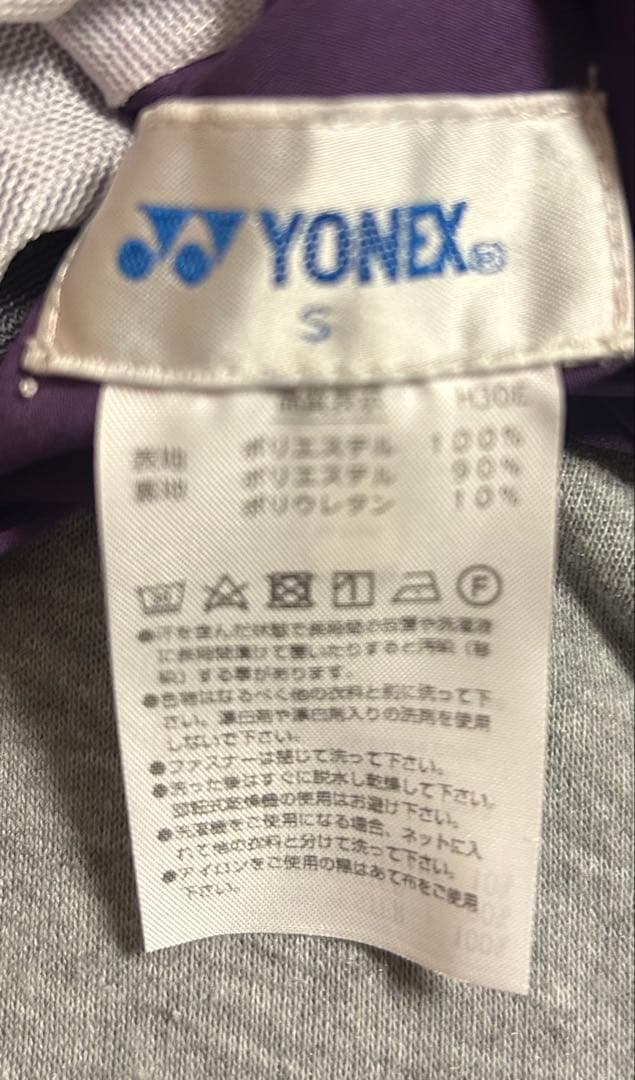 YONEX®
S
品質表示 H30IE
表地 ポリエステル 100%
裏地 ポリエステル 90%
ポリウレタン 10%
F
●汗を含んだ状態で長時間の放置や洗濯液
に長時間漬けて置いたりすると汚染（移
染）する事があります。
●色物はなるべく他の衣料と別に洗って下
さい。漂白剤や漂白剤入りの洗剤を使用
しないで下さい。
●ファスナーは閉じて洗って下さい。
●洗った後はすぐに脱水し乾燥して下さい。
回転式乾燥機の使用はお避け下さい。
●洗濯機をご使用になる場合、ネットに入
れて他の衣料と分けて洗って下さい。
●アイロンをご使用の際はあて布をご使用
下さい。